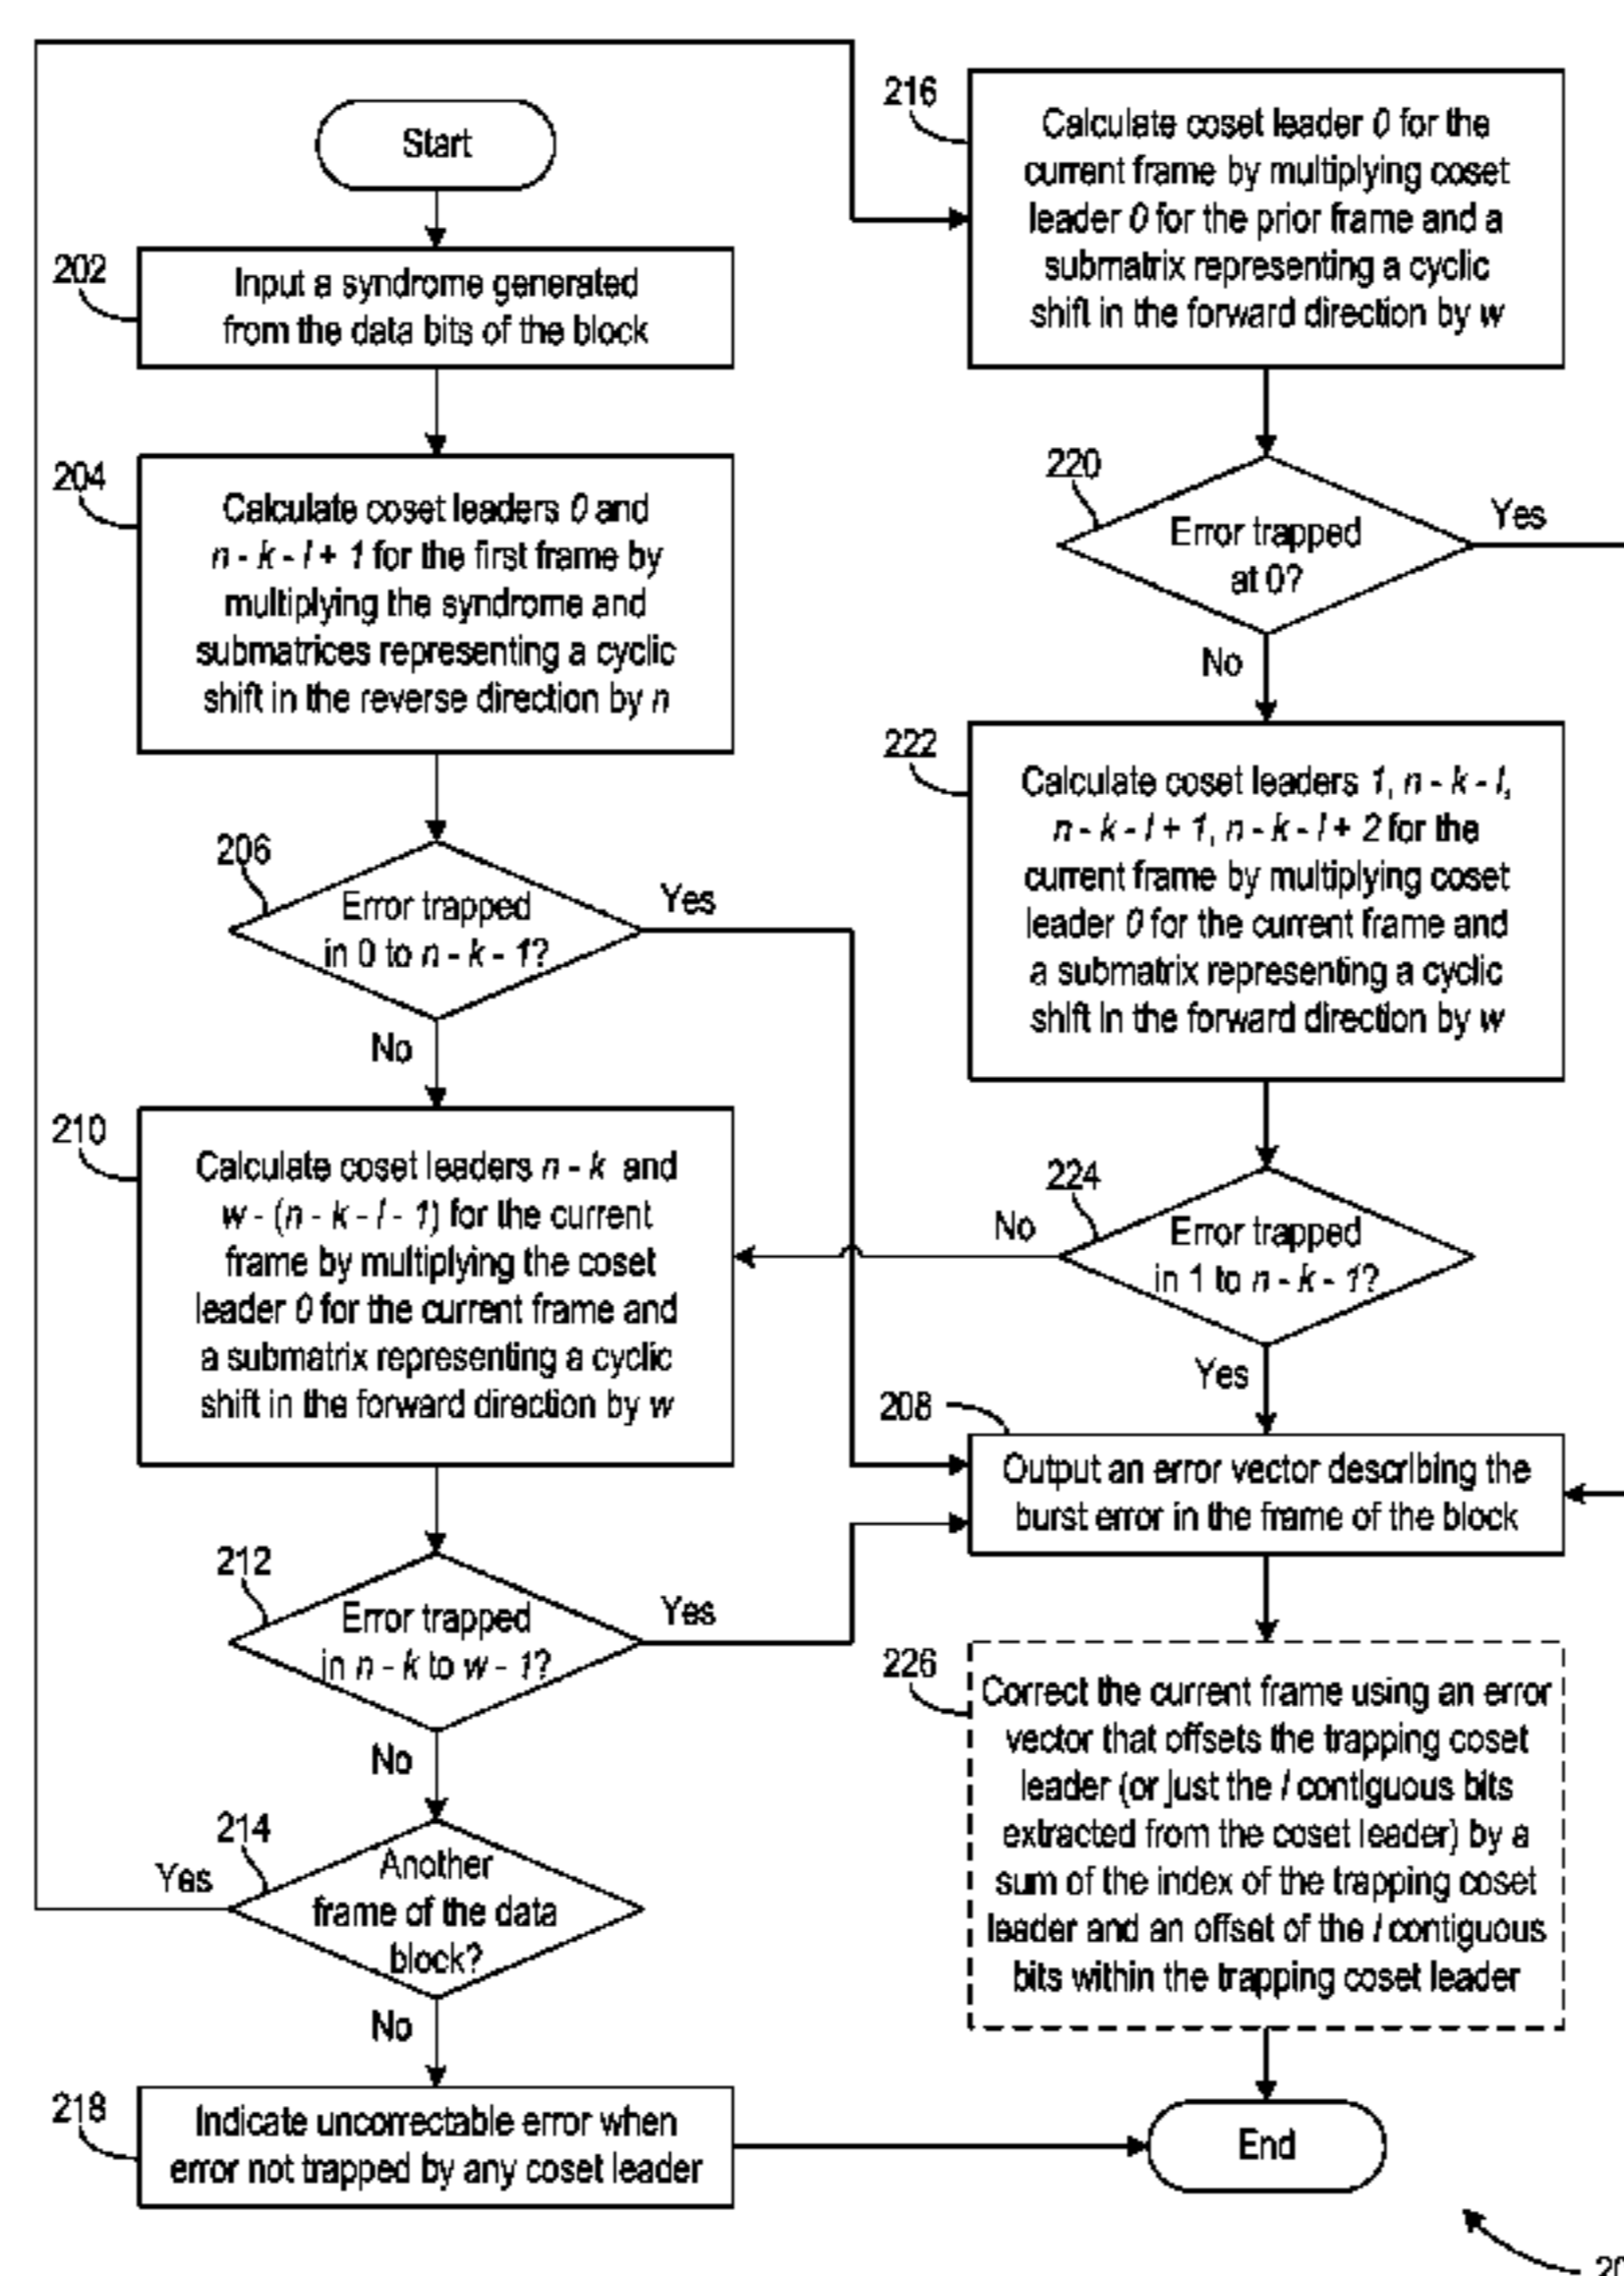 Start
202
Input a syndrome generated
from the data bits of the block
204
Calculate coset leaders 0 and
n - k - l + 1 for the first frame by
multiplying the syndrome and
submatrices representing a cyclic
shift in the reverse direction by n
206
Error trapped
in 0 to n - k - 1?
Yes
No
210
Calculate coset leaders n - k and
w - (n - k - l - 1) for the current
frame by multiplying the coset
leader 0 for the current frame and
a submatrix representing a cyclic
shift in the forward direction by w
212
Error trapped
in n - k to w - 1?
Yes
No
214
Another
frame of the data
block?
Yes
No
218
Indicate uncorrectable error when
error not trapped by any coset leader
216
Calculate coset leader 0 for the
current frame by multiplying coset
leader 0 for the prior frame and a
submatrix representing a cyclic
shift in the forward direction by w
220
Error trapped
at 0?
Yes
No
222
Calculate coset leaders 1, n - k - l,
n - k - l + 1, n - k - l + 2 for the
current frame by multiplying coset
leader 0 for the current frame and
a submatrix representing a cyclic
shift in the forward direction by w
224
Error trapped
in 1 to n - k - 1?
No
Yes
208
Output an error vector describing the
burst error in the frame of the block
226
Correct the current frame using an error
vector that offsets the trapping coset
leader (or just the l contiguous bits
extracted from the coset leader) by a
sum of the index of the trapping coset
leader and an offset of the l contiguous
bits within the trapping coset leader
End